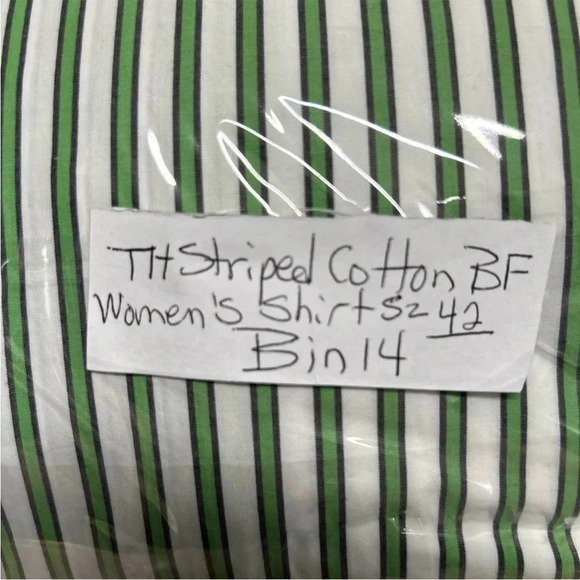 TH Striped Cotton BF
Women's Shirt Sz 42
Bin 14